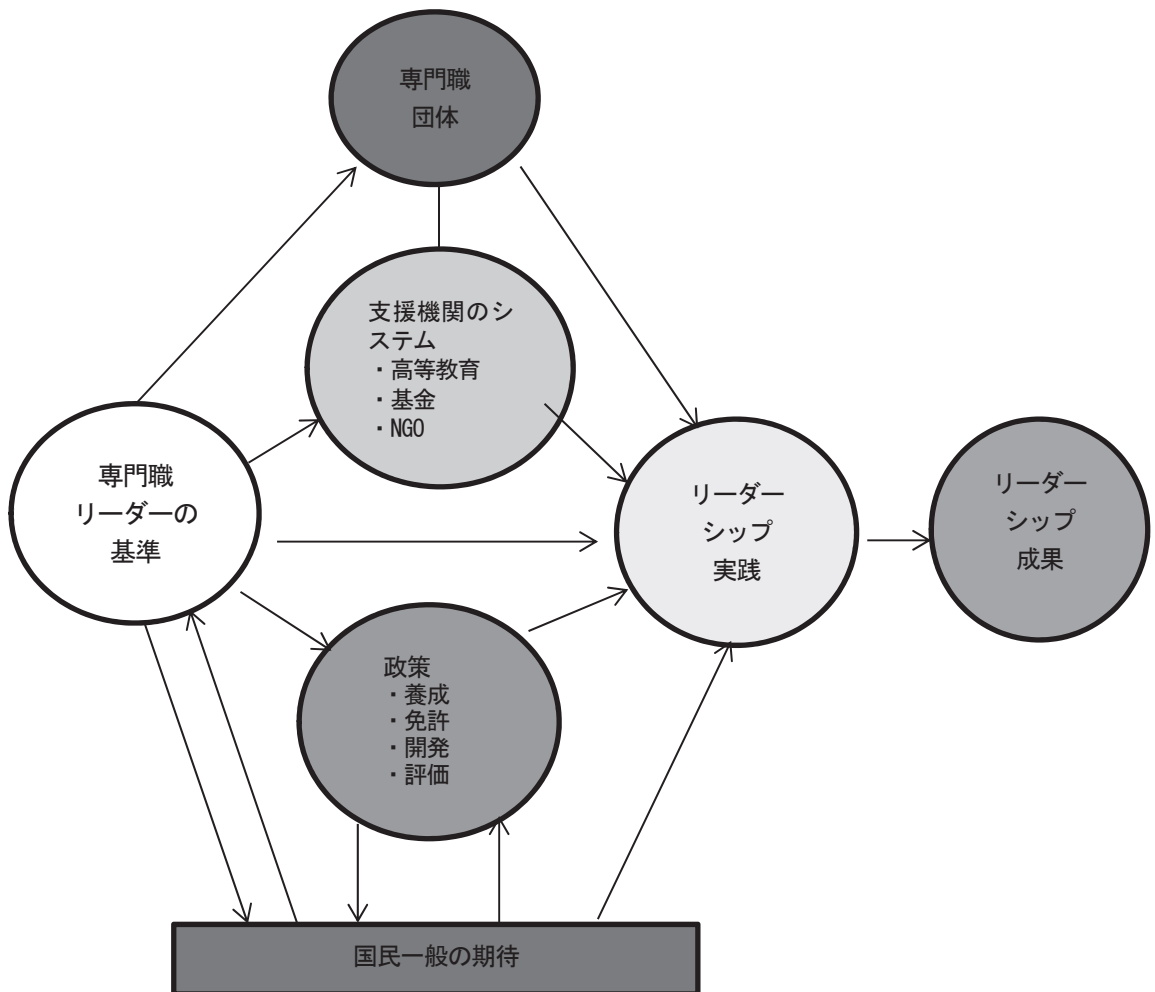 専門職
団体
支援機関のシ
ステム
・高等教育
・基金
・NGO
専門職
リーダーの
基準
リーダー
シップ
実践
リーダー
シップ
成果
政策
・養成
・免許
・開発
・評価
国民一般の期待